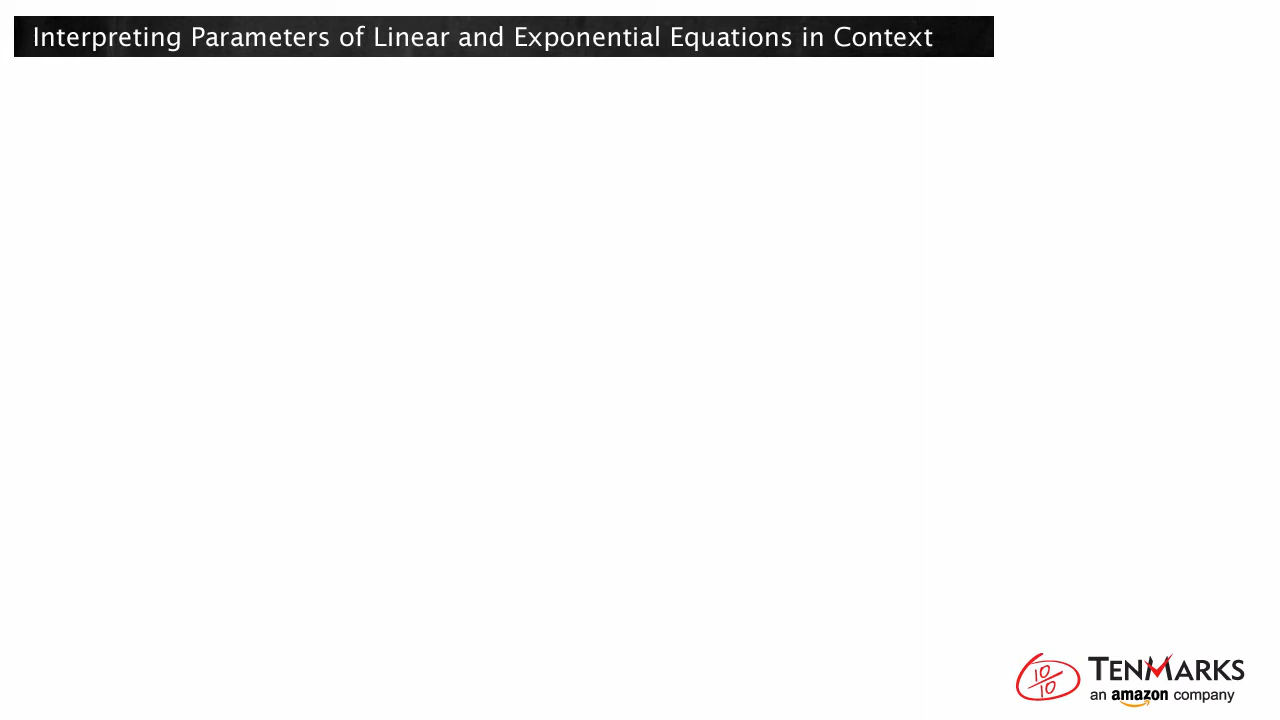 Interpreting Parameters of Linear and Exponential Equations in Context
10
10
TENMARKS
an amazon company